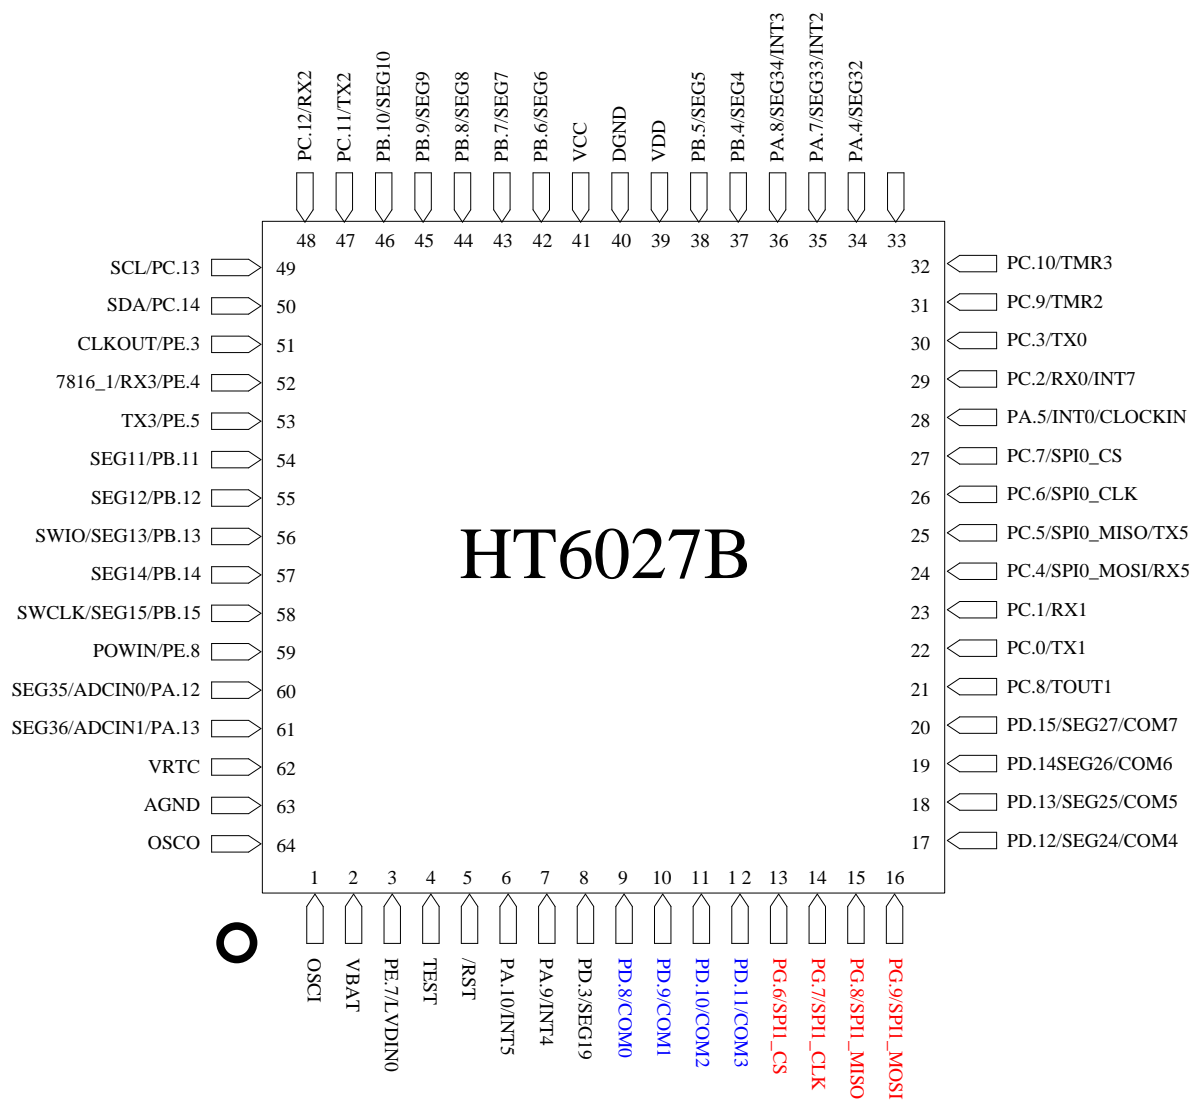 PC.12/RX2
PC.11/TX2
PB.10/SEG10
PB.9/SEG9
PB.8/SEG8
PB.7/SEG7
PB.6/SEG6
VCC
DGND
VDD
PB.5/SEG5
PB.4/SEG4
PA.8/SEG34/INT3
PA.7/SEG33/INT2
PA.4/SEG32
48 47 46 45 44 43 42 41 40 39 38 37 36 35 34 33
SCL/PC.13 49
SDA/PC.14 50
CLKOUT/PE.3 51
7816_1/RX3/PE.4 52
TX3/PE.5 53
SEG11/PB.11 54
SEG12/PB.12 55
SWIO/SEG13/PB.13 56
SEG14/PB.14 57
SWCLK/SEG15/PB.15 58
POWIN/PE.8 59
SEG35/ADCIN0/PA.12 60
SEG36/ADCIN1/PA.13 61
VRTC 62
AGND 63
OSCO 64
HT6027B
32 PC.10/TMR3
31 PC.9/TMR2
30 PC.3/TX0
29 PC.2/RX0/INT7
28 PA.5/INT0/CLOCKIN
27 PC.7/SPI0_CS
26 PC.6/SPI0_CLK
25 PC.5/SPI0_MISO/TX5
24 PC.4/SPI0_MOSI/RX5
23 PC.1/RX1
22 PC.0/TX1
21 PC.8/TOUT1
20 PD.15/SEG27/COM7
19 PD.14SEG26/COM6
18 PD.13/SEG25/COM5
17 PD.12/SEG24/COM4
1 2 3 4 5 6 7 8 9 10 11 1 2 13 14 15 16
OSCI
VBAT
PE.7/LVDIN0
TEST
/RST
PA.10/INT5
PA.9/INT4
PD.3/SEG19
PD.8/COM0
PD.9/COM1
PD.10/COM2
PD.11/COM3
PG.6/SPI1_CS
PG.7/SPI1_CLK
PG.8/SPI1_MISO
PG.9/SPI1_MOSI